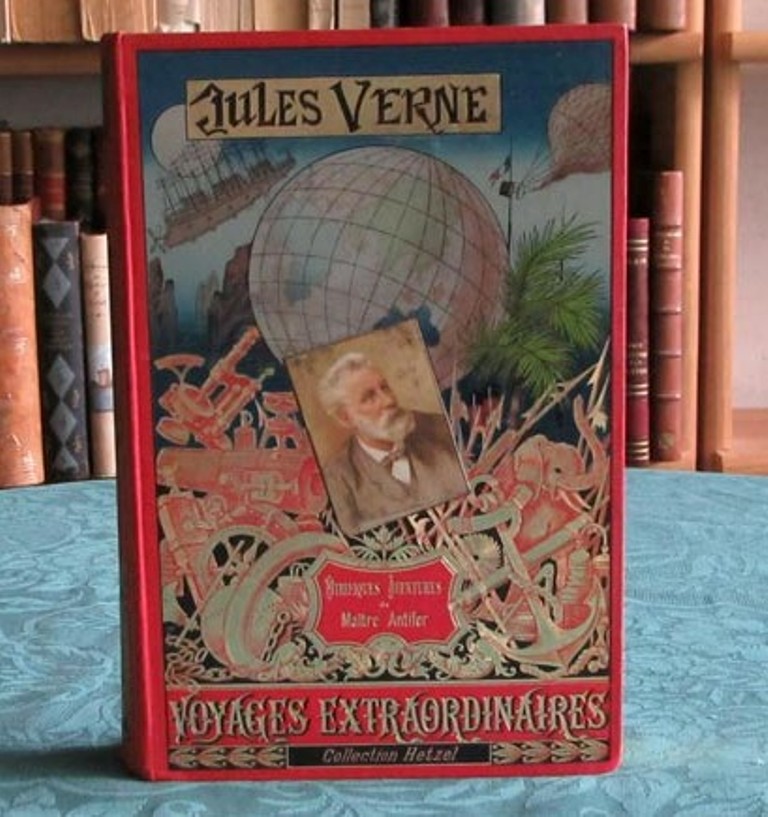 JULES VERNE
MIRIFIQUES AVENTURES
de
Maître Antifer
VOYAGES EXTRAORDINAIRES
Collection Hetzel